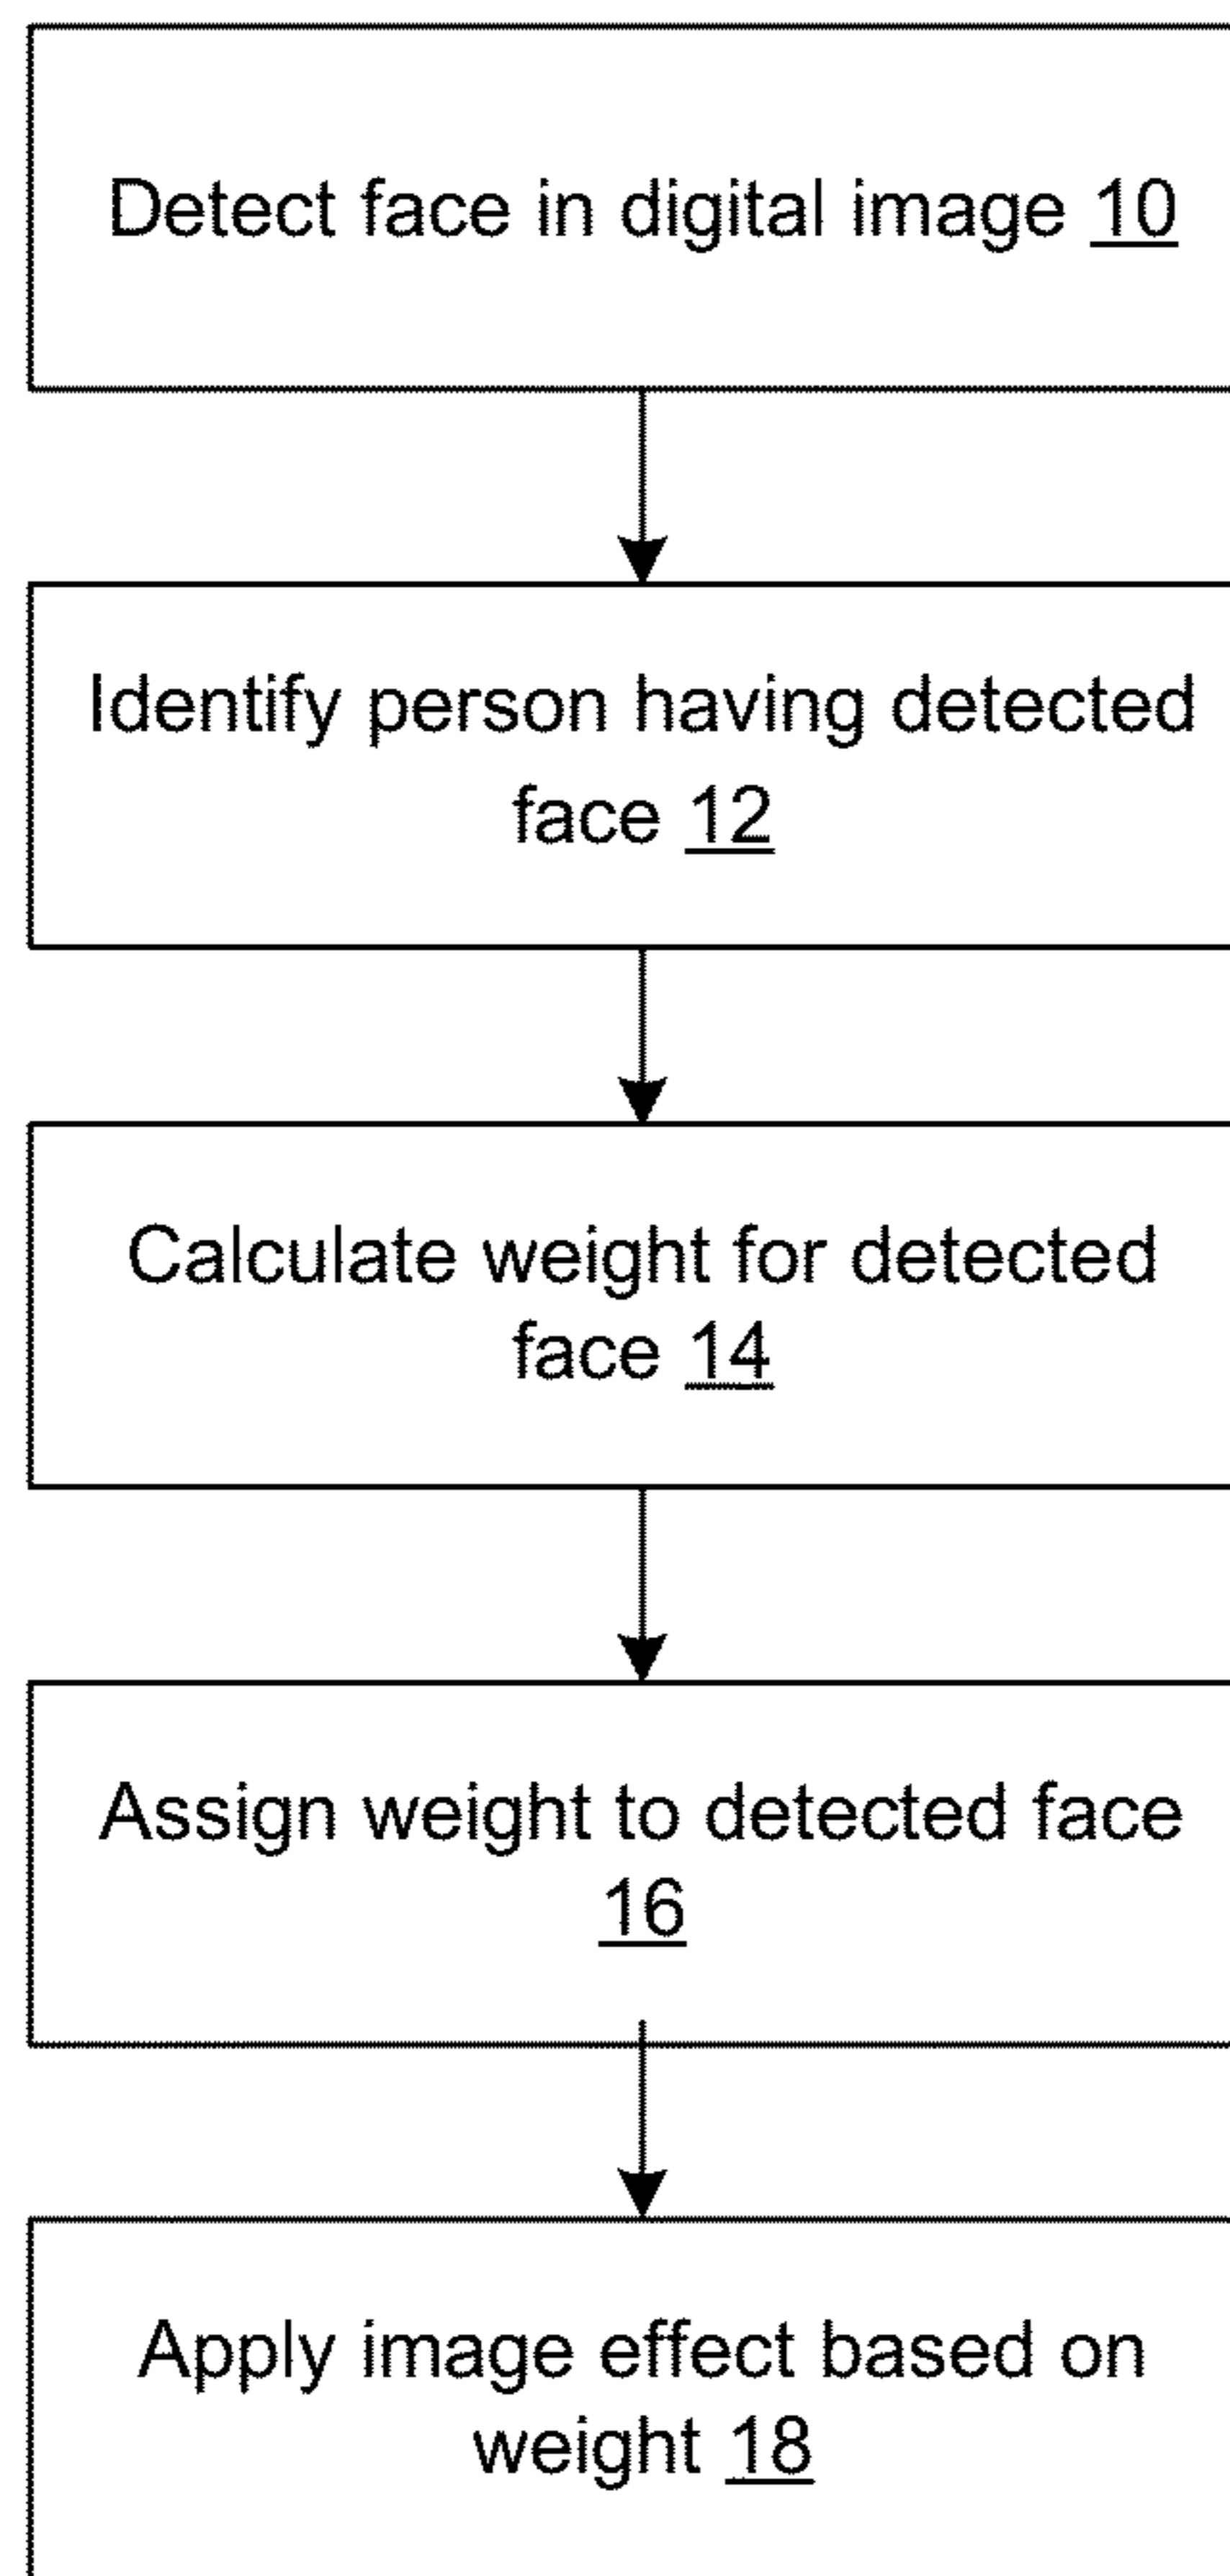 Detect face in digital image 10
Identify person having detected
face 12
Calculate weight for detected
face 14
Assign weight to detected face
16
Apply image effect based on
weight 18